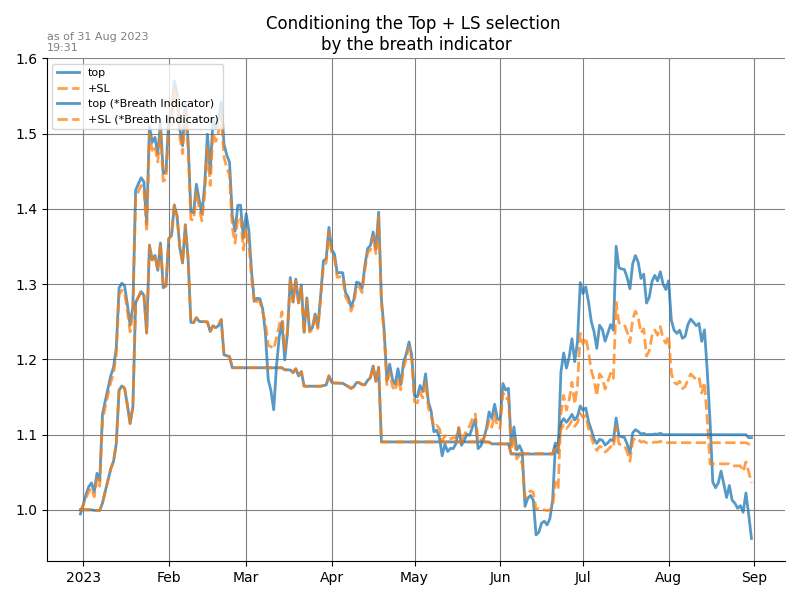 Conditioning the Top + LS selection
by the breath indicator
as of 31 Aug 2023
19:31
top
+SL
top (*Breath Indicator)
+SL (*Breath Indicator)
1.6
1.5
1.4
1.3
1.2
1.1
1.0
2023 Feb Mar Apr May Jun Jul Aug Sep